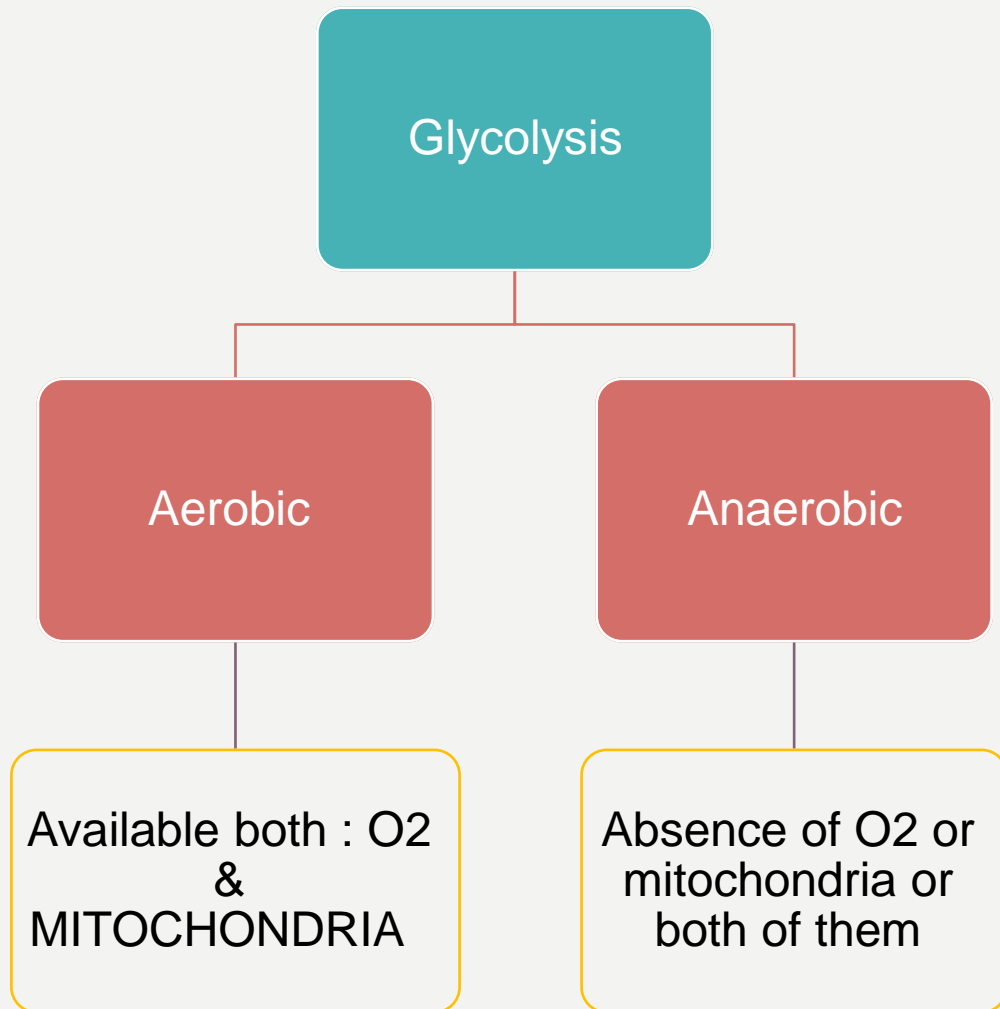 Glycolysis
Aerobic
Anaerobic
Available both : O2
&
MITOCHONDRIA
Absence of O2 or
mitochondria or
both of them